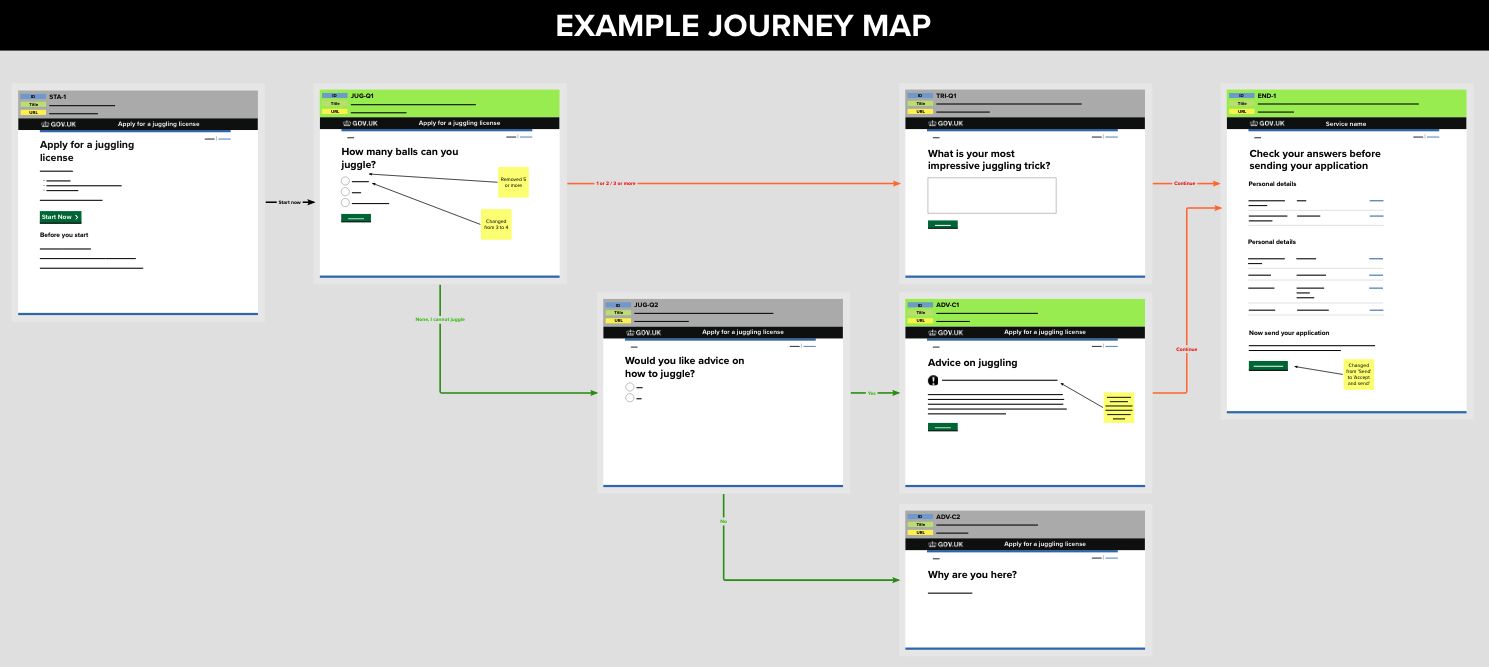 EXAMPLE JOURNEY MAP
ID STA-1
Title
URL
GOV.UK Apply for a juggling license
Apply for a juggling
license
Start Now
Before you start
Start now
ID JUG-Q1
Title
URL
GOV.UK Apply for a juggling license
How many balls can you
juggle?
Removed 5
or more
Changed
from 3 to 4
1 or 2 / 3 or more
None, I cannot juggle
ID JUG-Q2
Title
URL
GOV.UK Apply for a juggling license
Would you like advice on
how to juggle?
Yes
No
ID TRI-Q1
Title
URL
GOV.UK Apply for a juggling license
What is your most
impressive juggling trick?
Continue
ID ADV-C1
Title
URL
GOV.UK Apply for a juggling license
Advice on juggling
!
Continue
ID ADV-C2
Title
URL
GOV.UK Apply for a juggling license
Why are you here?
ID END-1
Title
URL
GOV.UK Service name
Check your answers before
sending your application
Personal details
Personal details
Now send your application
Changed
from 'Send'
to 'Accept
and send'